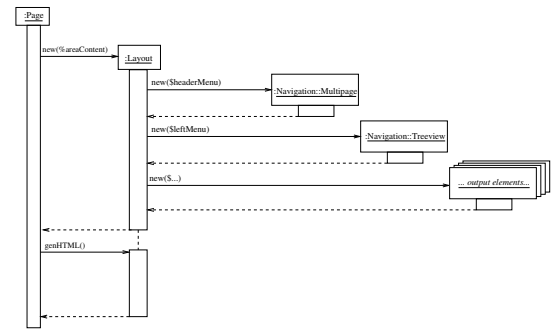 :Page
new(%areaContent)
:Layout
new($headerMenu)
:Navigation::Multipage
new($leftMenu)
:Navigation::Treeview
new($...)
... output elements...
genHTML()